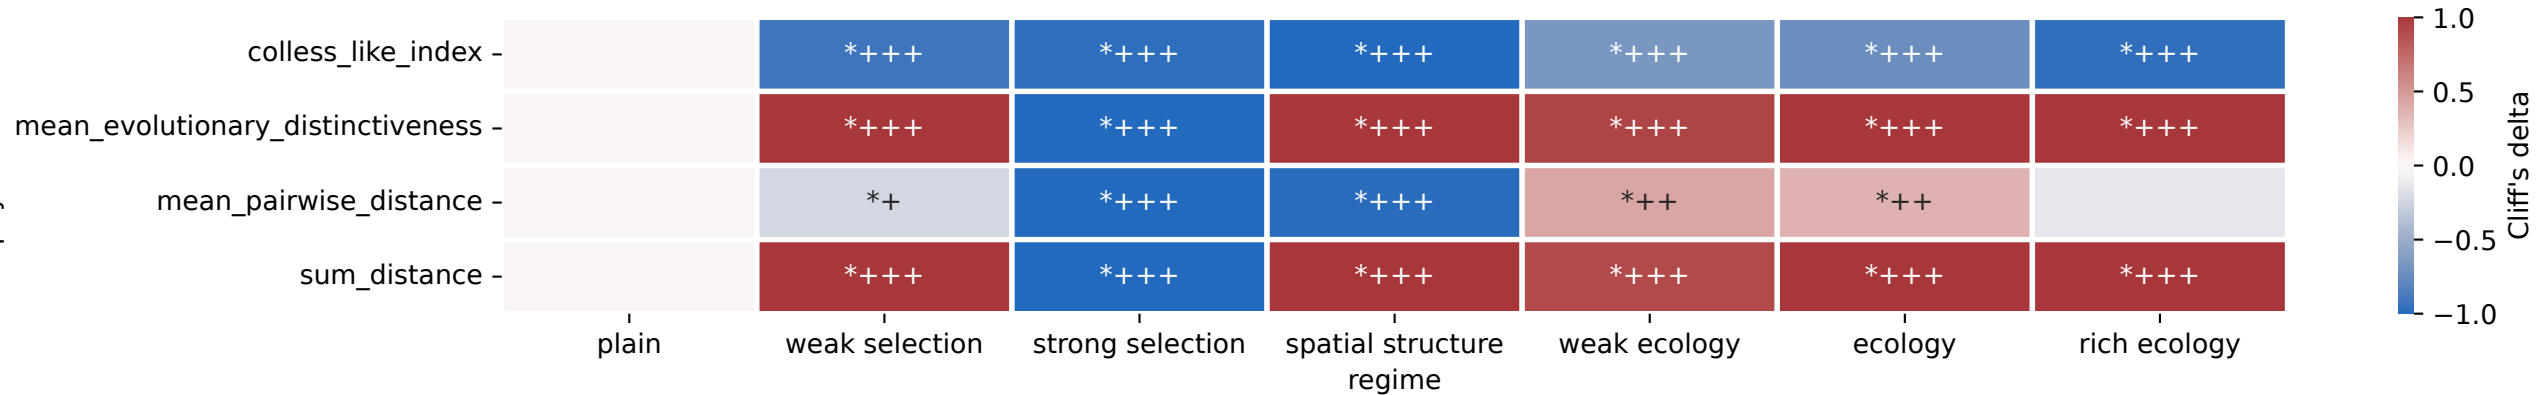 colless_like_index *+++ *+++ *+++ *+++ *+++ *+++
mean_evolutionary_distinctiveness *+++ *+++ *+++ *+++ *+++ *+++
mean_pairwise_distance *+ *+++ *+++ *++ *++
sum_distance *+++ *+++ *+++ *+++ *+++ *+++
plain weak selection strong selection spatial structure weak ecology ecology rich ecology
regime
1.0
0.5
0.0
−0.5
−1.0
Cliff's delta